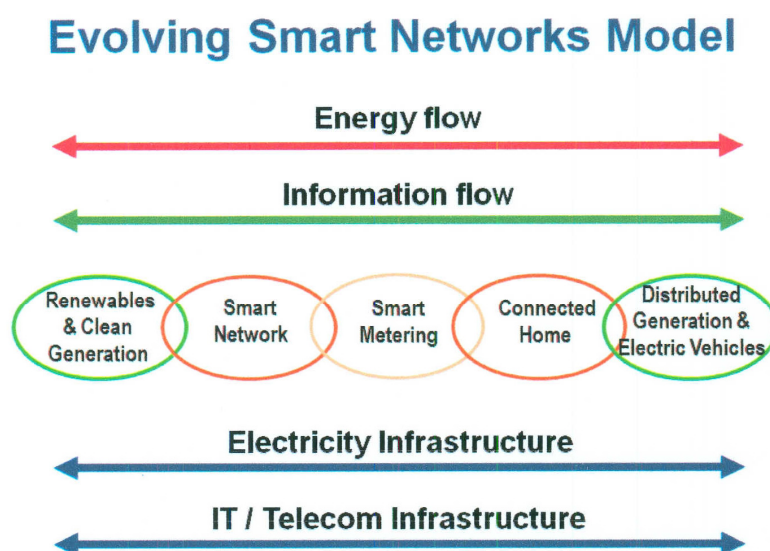 Evolving Smart Networks Model
Energy flow
Information flow
Renewables
& Clean
Generation
Smart
Network
Smart
Metering
Connected
Home
Distributed
Generation &
Electric Vehicles
Electricity Infrastructure
IT / Telecom Infrastructure